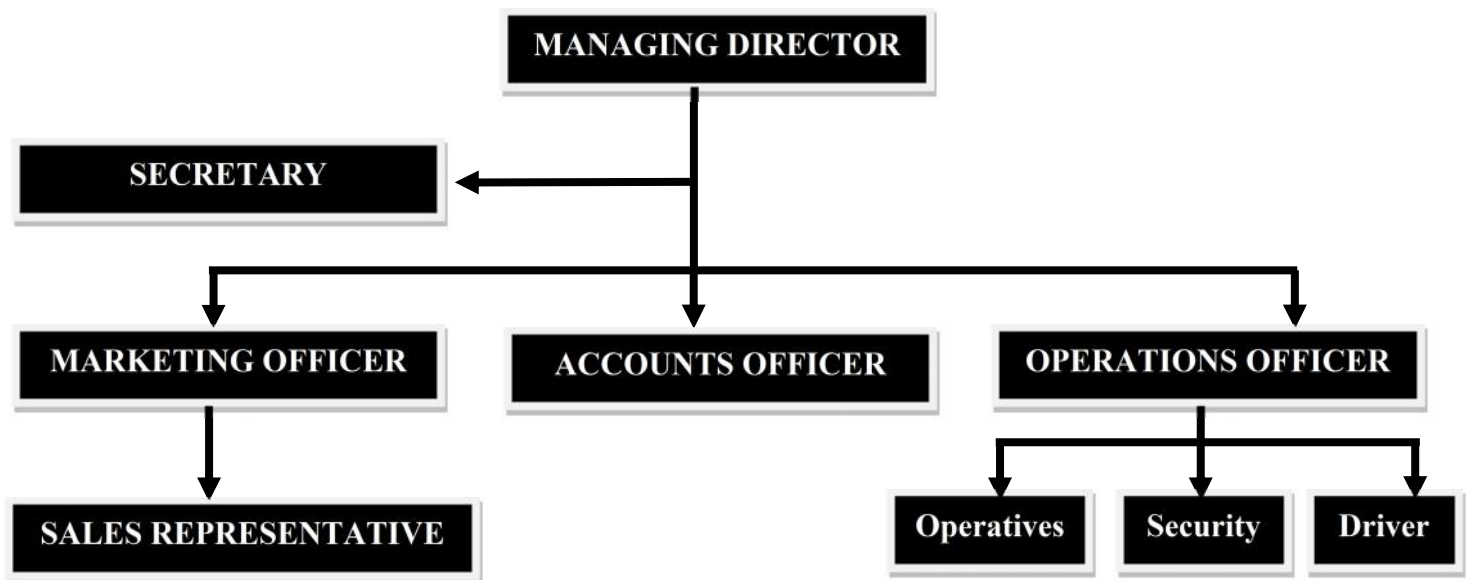 MANAGING DIRECTOR
SECRETARY
MARKETING OFFICER
ACCOUNTS OFFICER
OPERATIONS OFFICER
SALES REPRESENTATIVE
Operatives
Security
Driver